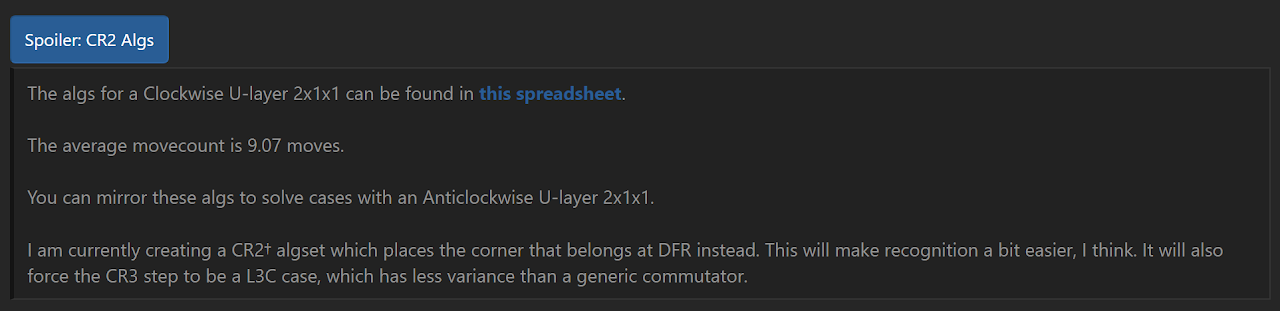 Spoiler: CR2 Algs
The algs for a Clockwise U-layer 2x1x1 can be found in this spreadsheet.
The average movecount is 9.07 moves.
You can mirror these algs to solve cases with an Anticlockwise U-layer 2x1x1.
I am currently creating a CR2† algset which places the corner that belongs at DFR instead. This will make recognition a bit easier, I think. It will also
force the CR3 step to be a L3C case, which has less variance than a generic commutator.